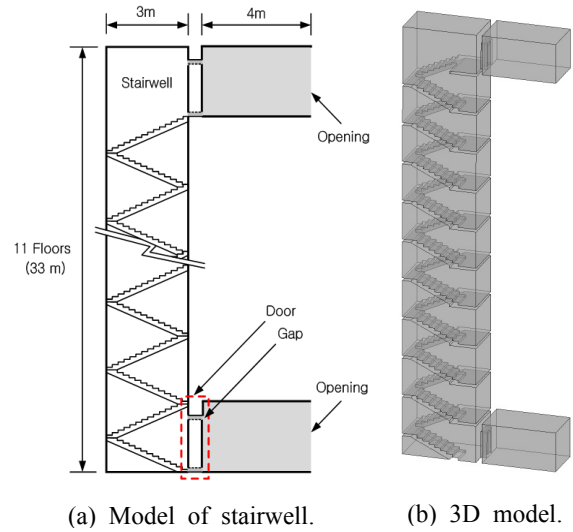 3m
4m
Stairwell
Opening
11 Floors
(33 m)
Door
Gap
Opening
(a) Model of stairwell.
(b) 3D model.